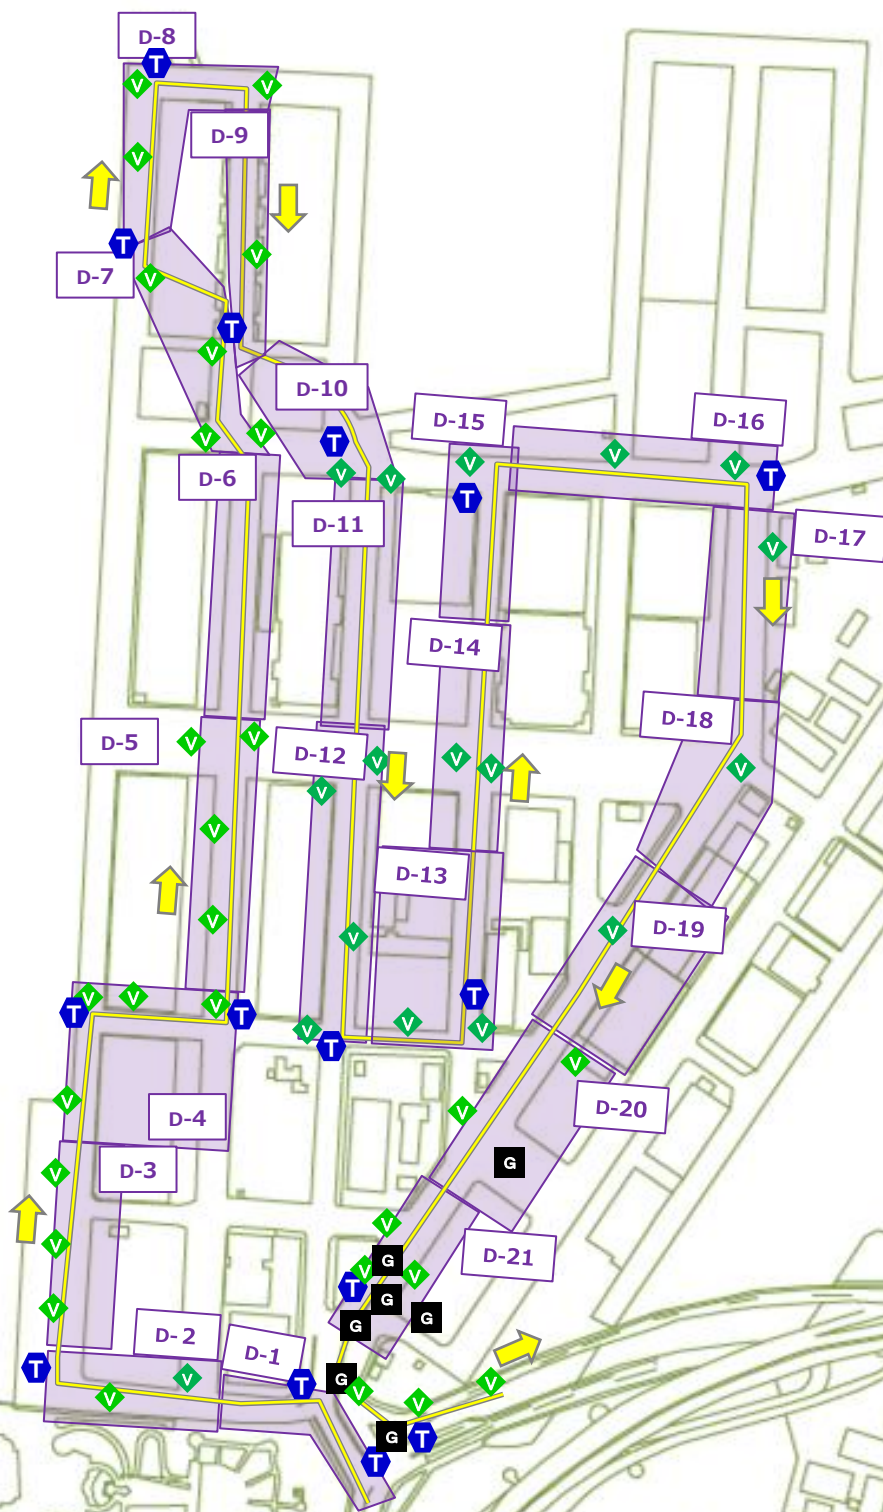 D-8
T
V
V
D-9
V
T
D-7
V
V
T
V
D-10
D-15
D-16
V
V
T
V
V
V
T
D-6
V
V
T
D-11
V
D-17
D-14
D-18
D-5
V
V
D-12
V
V
V
V
V
V
D-13
V
V
D-19
T
V
V
V
T
T
V
V
V
T
V
V
D-20
D-4
V
G
D-3
V
V
V
D-21
G
V
V
T
G
V
G
G
D- 2
D-1
T
V
T
G
V
V
V
V
G
T
T